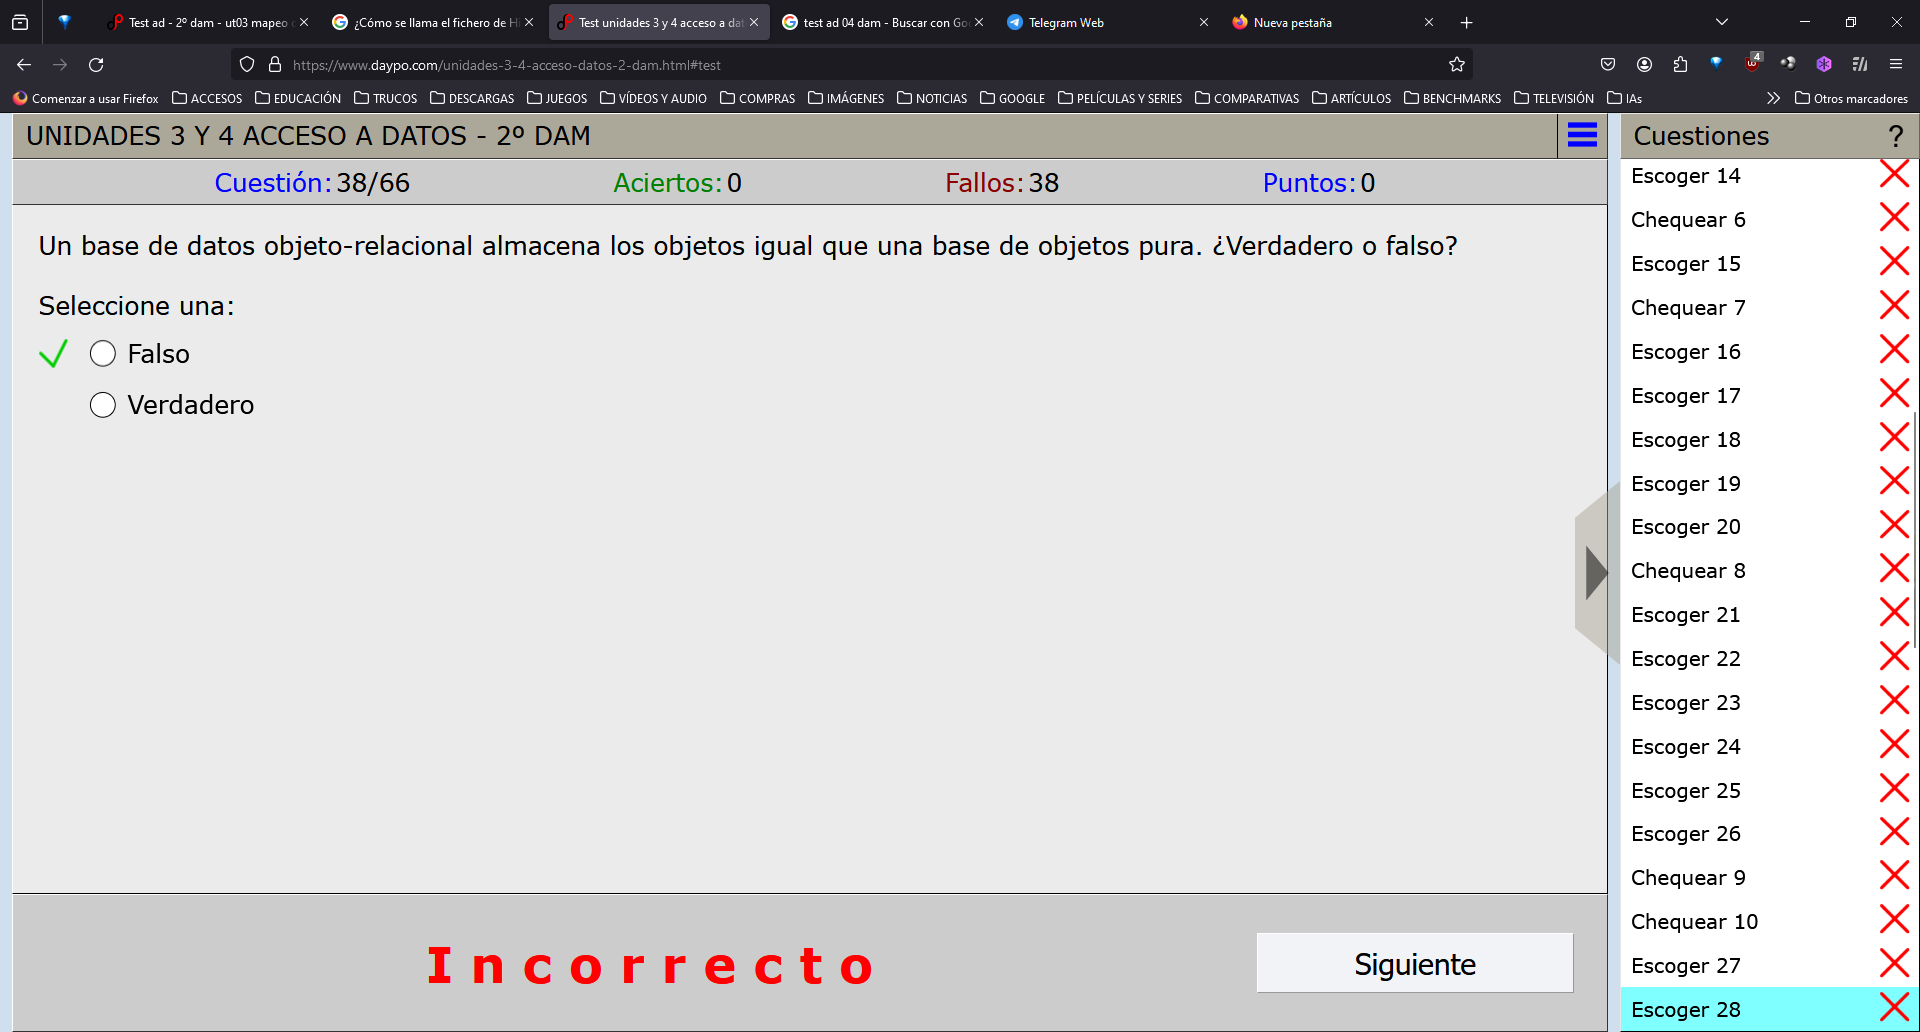 Test ad - 2º dam - ut03 mapeo
¿Cómo se llama el fichero de Hi
Test unidades 3 y 4 acceso a dat
test ad 04 dam - Buscar con Goo
Telegram Web
Nueva pestaña
https://www.daypo.com/unidades-3-4-acceso-datos-2-dam.html#test
4
Comenzar a usar Firefox
ACCESOS
EDUCACIÓN
TRUCOS
DESCARGAS
JUEGOS
VÍDEOS Y AUDIO
COMPRAS
IMÁGENES
NOTICIAS
GOOGLE
PELÍCULAS Y SERIES
COMPARATIVAS
ARTÍCULOS
BENCHMARKS
TELEVISIÓN
IAs
Otros marcadores
UNIDADES 3 Y 4 ACCESO A DATOS - 2º DAM
Cuestión: 38/66
Aciertos: 0
Fallos: 38
Puntos: 0
Un base de datos objeto-relacional almacena los objetos igual que una base de objetos pura. ¿Verdadero o falso?
Seleccione una:
Falso
Verdadero
Incorrecto
Siguiente
Cuestiones
?
Escoger 14
Chequear 6
Escoger 15
Chequear 7
Escoger 16
Escoger 17
Escoger 18
Escoger 19
Escoger 20
Chequear 8
Escoger 21
Escoger 22
Escoger 23
Escoger 24
Escoger 25
Escoger 26
Chequear 9
Chequear 10
Escoger 27
Escoger 28